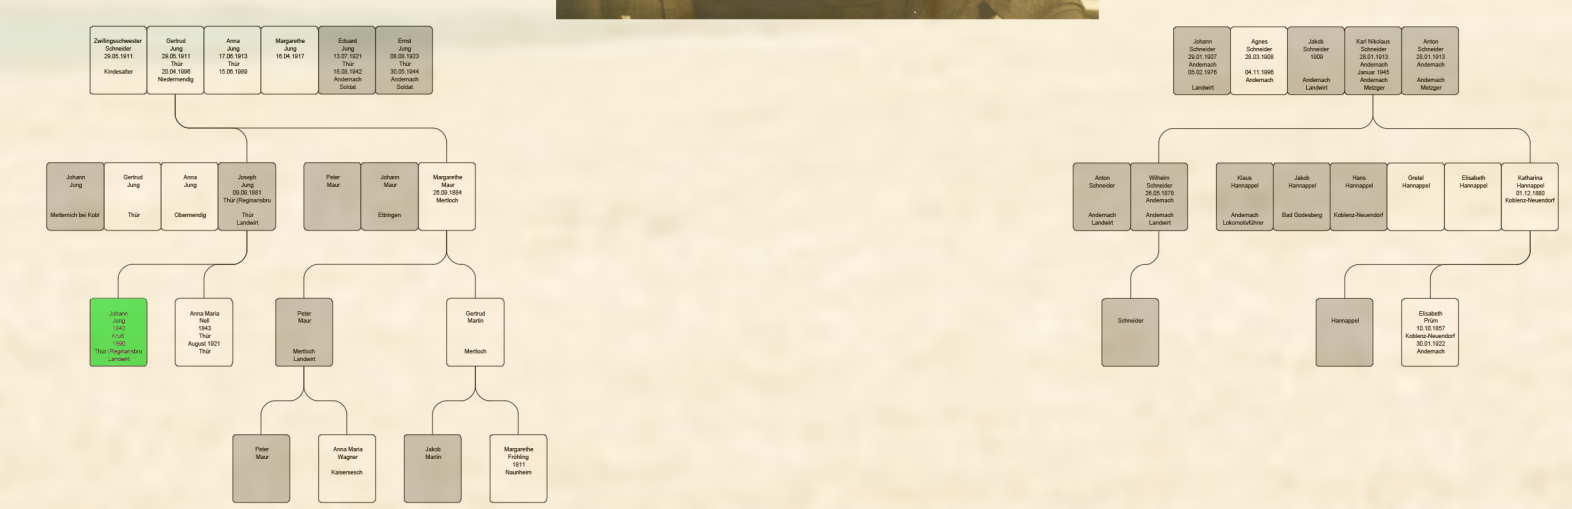 Zwillingsschwester
Schneider
29.05.1911
Kindesalter
Gertrud
Jung
29.05.1911
Thür
20.04.1996
Niedermendig
Anna
Jung
17.06.1913
Thür
15.06.1989
Margarethe
Jung
16.04.1917
Eduard
Jung
13.07.1921
Thür
18.08.1942
Andernach
Soldat
Ernst
Jung
08.08.1923
Thür
30.05.1944
Andernach
Soldat
Johann
Schneider
29.01.1907
Andernach
05.02.1976
Landwirt
Agnes
Schneider
28.03.1908
04.11.1996
Andernach
Jakob
Schneider
1909
Andernach
Landwirt
Karl Nikolaus
Schneider
28.01.1913
Andernach
Januar 1945
Andernach
Metzger
Anton
Schneider
28.01.1913
Andernach
Andernach
Metzger
Johann
Jung
Metternich bei Kobl
Gertrud
Jung
Thür
Anna
Jung
Obermendig
Joseph
Jung
09.09.1881
Thür (Reginarisbru
Thür
Landwirt
Peter
Maur
Johann
Maur
Ettringen
Margarethe
Maur
26.09.1884
Mertloch
Anton
Schneider
Andernach
Landwirt
Wilhelm
Schneider
26.05.1878
Andernach
Andernach
Landwirt
Klaus
Hannappel
Andernach
Lokomotivführer
Jakob
Hannappel
Bad Godesberg
Hans
Hannappel
Koblenz-Neuendorf
Gretel
Hannappel
Elisabeth
Hannappel
Katharina
Hannappel
01.12.1880
Koblenz-Neuendorf
Johann
Jung
1843
Kruft
1890
Thür (Reginarisbru
Landwirt
Anna Maria
Nell
1843
Thür
August 1921
Thür
Peter
Maur
Mertloch
Landwirt
Gertrud
Martin
Mertloch
Schneider
Hannappel
Elisabeth
Prüm
10.10.1857
Koblenz-Neuendorf
30.01.1922
Andernach
Peter
Maur
Anna Maria
Wagner
Kaisersesch
Jakob
Martin
Margarethe
Fröhling
1811
Naunheim